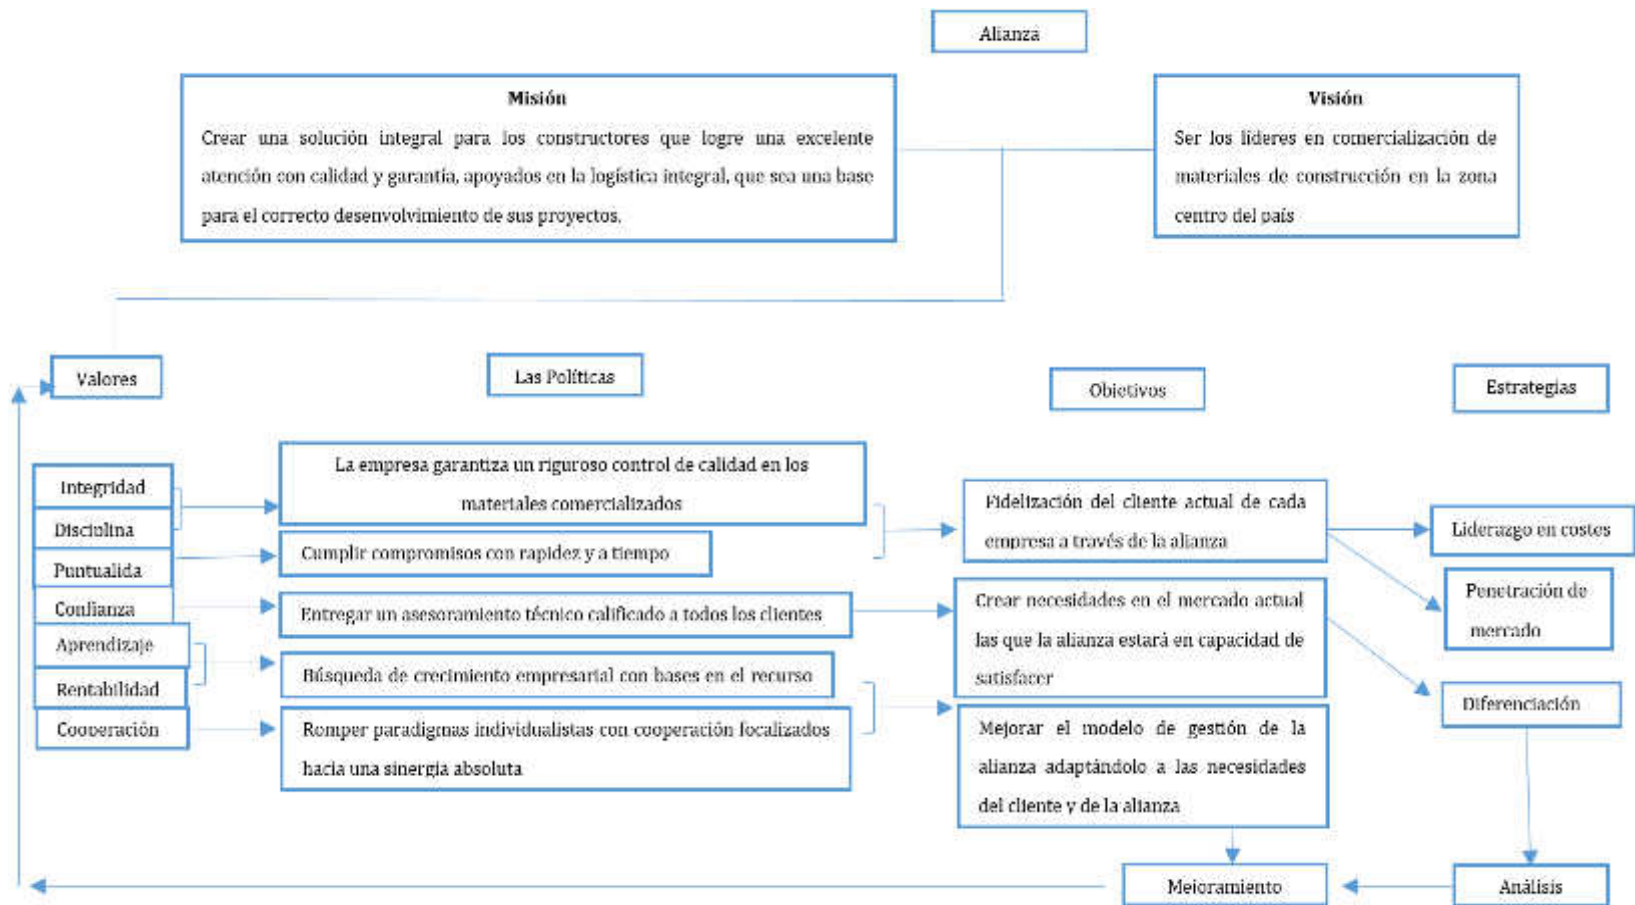 Alianza
Misión
Crear una solución integral para los constructores que logre una excelente
atención con calidad y garantía, apoyados en la logística integral, que sea una base
para el correcto desenvolvimiento de sus proyectos.
Visión
Ser los líderes en comercialización de
materiales de construcción en la zona
centro del país
Valores
Las Políticas
Objetivos
Estrategias
Integridad
Disciplina
Puntualida
Confianza
Aprendizaje
Rentabilidad
Cooperación
La empresa garantiza un riguroso control de calidad en los
materiales comercializados
Cumplir compromisos con rapidez y a tiempo
Entregar un asesoramiento técnico calificado a todos los clientes
Búsqueda de crecimiento empresarial con bases en el recurso
Romper paradigmas individualistas con cooperación focalizados
hacia una sinergia absoluta
Fidelización del cliente actual de cada
empresa a través de la alianza
Crear necesidades en el mercado actual
las que la alianza estará en capacidad de
satisfacer
Mejorar el modelo de gestión de la
alianza adaptándolo a las necesidades
del cliente y de la alianza
Liderazgo en costes
Penetración de
mercado
Diferenciación
Mejoramiento
Análisis